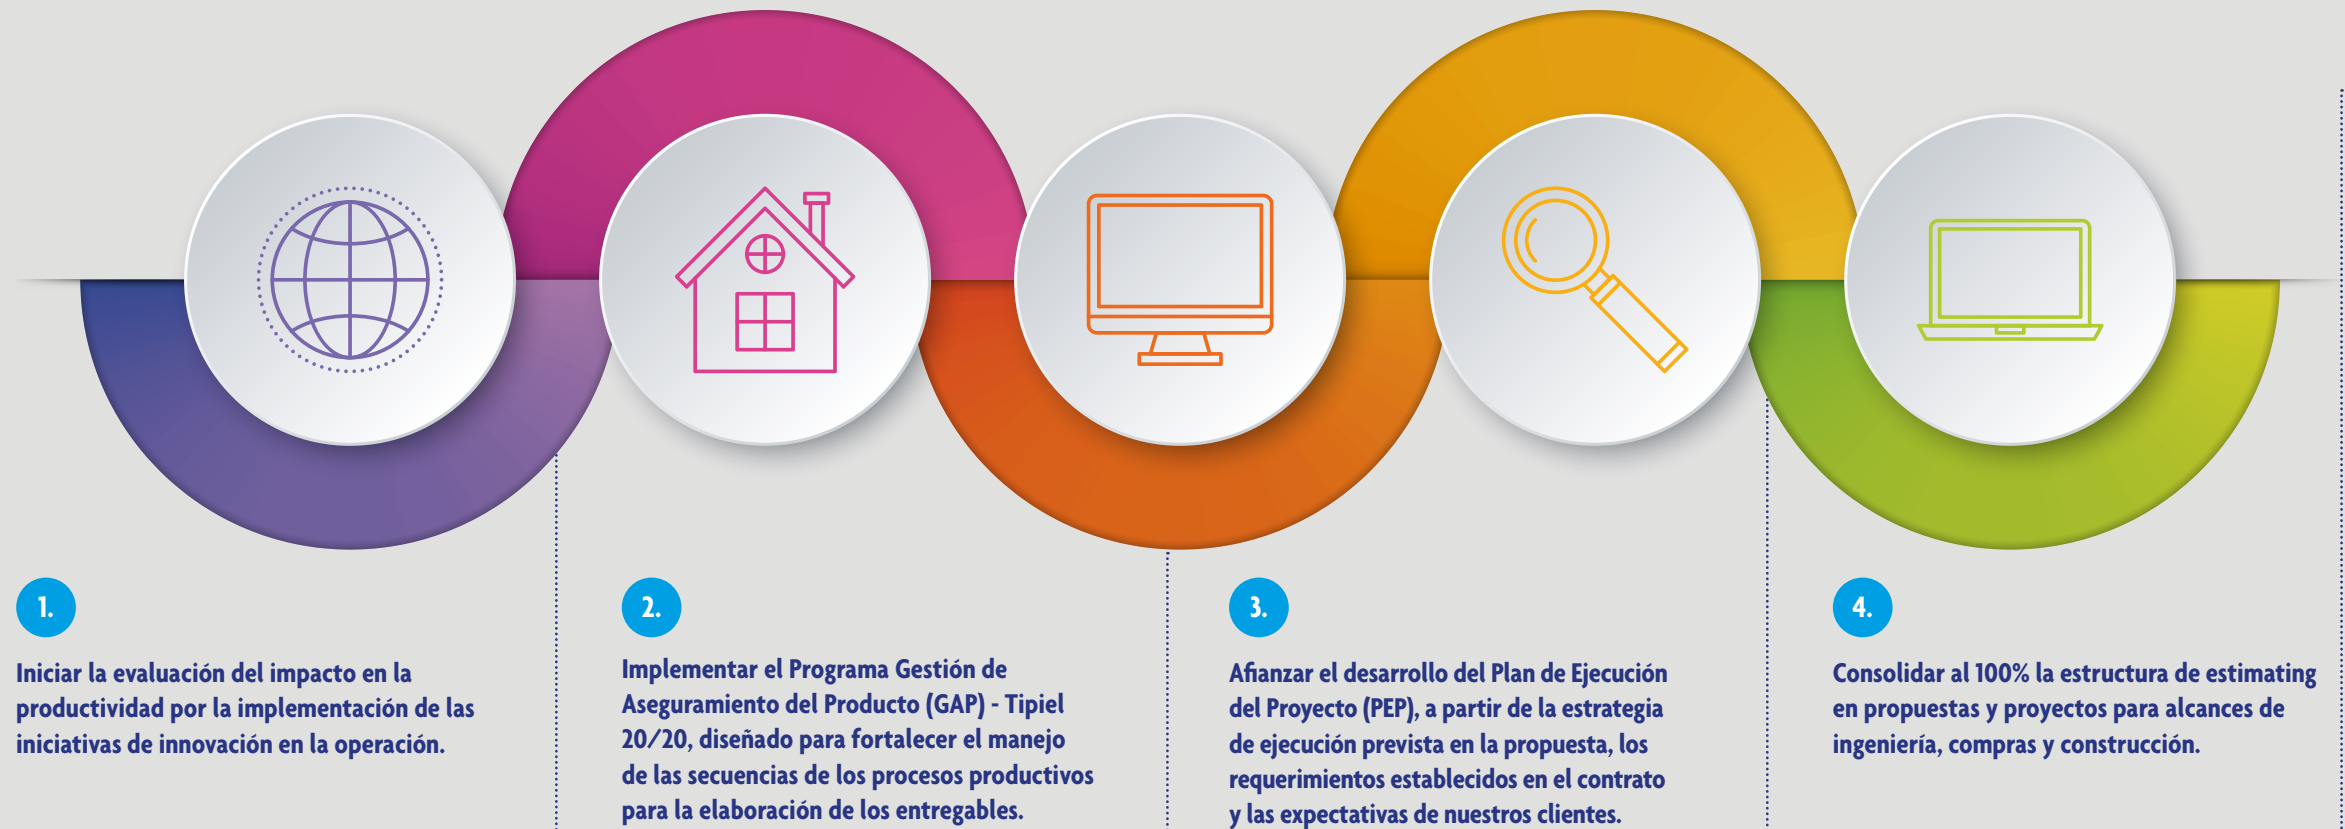 1.
Iniciar la evaluación del impacto en la
productividad por la implementación de las
iniciativas de innovación en la operación.
2.
Implementar el Programa Gestión de
Aseguramiento del Producto (GAP) - Tipiel
20/20, diseñado para fortalecer el manejo
de las secuencias de los procesos productivos
para la elaboración de los entregables.
3.
Afianzar el desarrollo del Plan de Ejecución
del Proyecto (PEP), a partir de la estrategia
de ejecución prevista en la propuesta, los
requerimientos establecidos en el contrato
y las expectativas de nuestros clientes.
4.
Consolidar al 100% la estructura de estimating
en propuestas y proyectos para alcances de
ingeniería, compras y construcción.